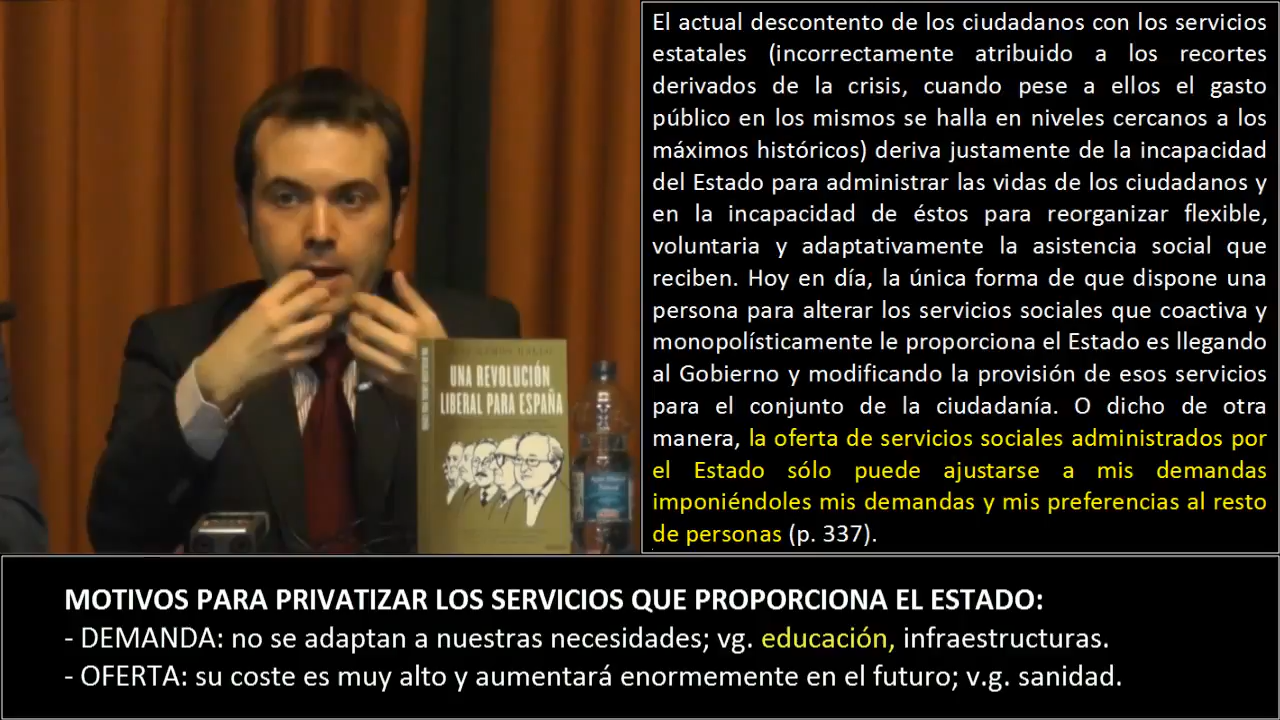 El actual descontento de los ciudadanos con los servicios
estatales (incorrectamente atribuido a los recortes
derivados de la crisis, cuando pese a ellos el gasto
público en los mismos se halla en niveles cercanos a los
máximos históricos) deriva justamente de la incapacidad
del Estado para administrar las vidas de los ciudadanos y
en la incapacidad de éstos para reorganizar flexible,
voluntaria y adaptativamente la asistencia social que
reciben. Hoy en día, la única forma de que dispone una
persona para alterar los servicios sociales que coactiva y
monopolísticamente le proporciona el Estado es llegando
al Gobierno y modificando la provisión de esos servicios
para el conjunto de la ciudadanía. O dicho de otra
manera, la oferta de servicios sociales administrados por
el Estado sólo puede ajustarse a mis demandas
imponiéndoles mis demandas y mis preferencias al resto
de personas (p. 337).
UNA REVOLUCIÓN
LIBERAL PARA ESPAÑA
MOTIVOS PARA PRIVATIZAR LOS SERVICIOS QUE PROPORCIONA EL ESTADO:
- DEMANDA: no se adaptan a nuestras necesidades; vg. educación, infraestructuras.
- OFERTA: su coste es muy alto y aumentará enormemente en el futuro; v.g. sanidad.